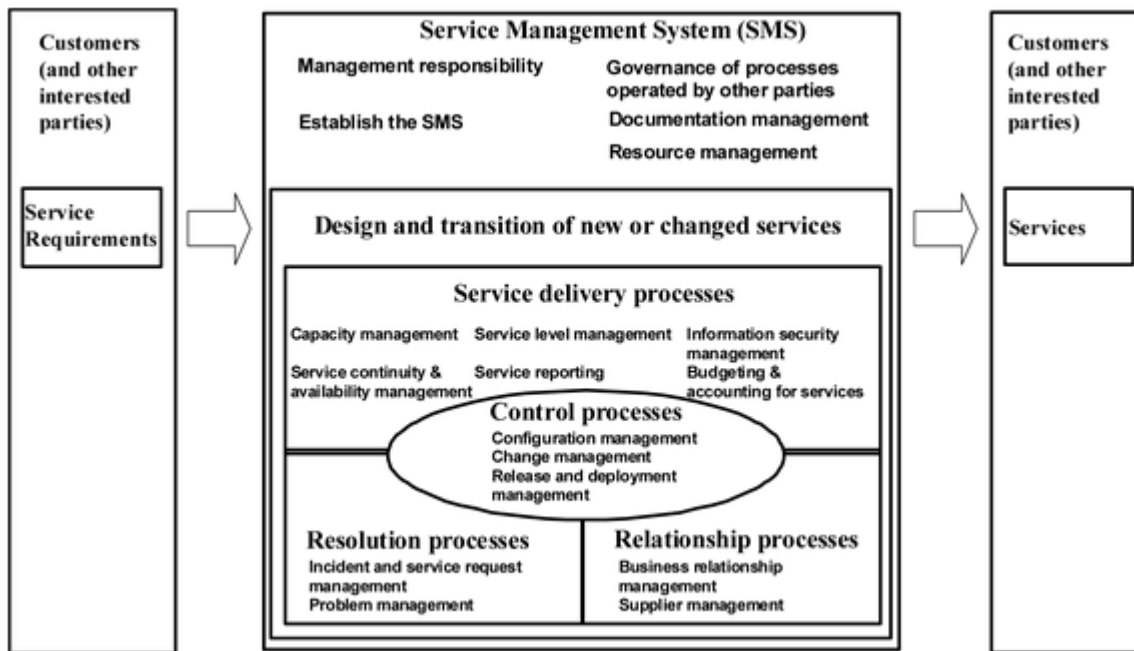 Customers
(and other
interested
parties)
Service
Requirements
Service Management System (SMS)
Management responsibility
Establish the SMS
Governance of processes
operated by other parties
Documentation management
Resource management
Design and transition of new or changed services
Service delivery processes
Capacity management
Service continuity &
availability management
Service level management
Service reporting
Information security
management
Budgeting &
accounting for services
Control processes
Configuration management
Change management
Release and deployment
management
Resolution processes
Incident and service request
management
Problem management
Relationship processes
Business relationship
management
Supplier management
Customers
(and other
interested
parties)
Services